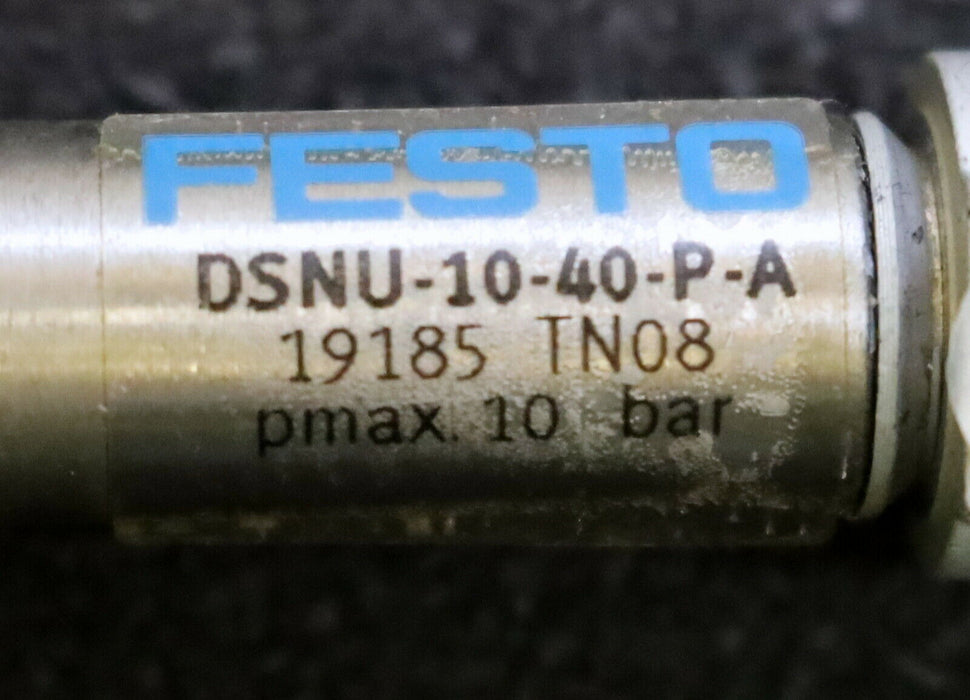 FESTO
DSNU-10-40-P-A
19185 TN08
pmax. 10 bar